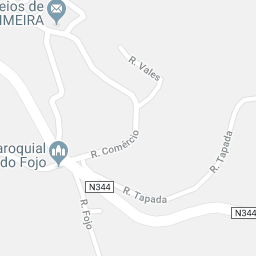 eios de
IMEIRA
R. Vales
R. Comércio
aroquial
do Fojo
N344
R. Tapada
R. Tapada
N344
R. Fojo